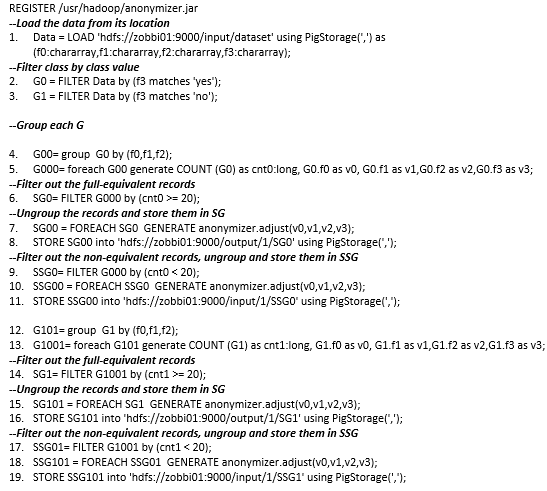 REGISTER /usr/hadoop/anonymizer.jar
--Load the data from its location
1. Data = LOAD 'hdfs://zobbi01:9000/input/dataset' using PigStorage(',') as
(f0:chararray,f1:chararray,f2:chararray,f3:chararray);
--Filter class by class value
2. G0 = FILTER Data by (f3 matches 'yes');
3. G1 = FILTER Data by (f3 matches 'no');
--Group each G
4. G00= group G0 by (f0,f1,f2);
5. G000= foreach G00 generate COUNT (G0) as cnt0:long, G0.f0 as v0, G0.f1 as v1,G0.f2 as v2,G0.f3 as v3;
--Filter out the full-equivalent records
6. SG0= FILTER G000 by (cnt0 >= 20);
--Ungroup the records and store them in SG
7. SG00 = FOREACH SG0 GENERATE anonymizer.adjust(v0,v1,v2,v3);
8. STORE SG00 into 'hdfs://zobbi01:9000/output/1/SG0' using PigStorage(',');
--Filter out the non-equivalent records, ungroup and store them in SSG
9. SSG0= FILTER G000 by (cnt0 < 20);
10. SSG00 = FOREACH SSG0 GENERATE anonymizer.adjust(v0,v1,v2,v3);
11. STORE SSG00 into 'hdfs://zobbi01:9000/input/1/SSG0' using PigStorage(',');
12. G101= group G1 by (f0,f1,f2);
13. G1001= foreach G101 generate COUNT (G1) as cnt1:long, G1.f0 as v0, G1.f1 as v1,G1.f2 as v2,G1.f3 as v3;
--Filter out the full-equivalent records
14. SG1= FILTER G1001 by (cnt1 >= 20);
--Ungroup the records and store them in SG
15. SG101 = FOREACH SG1 GENERATE anonymizer.adjust(v0,v1,v2,v3);
16. STORE SG101 into 'hdfs://zobbi01:9000/output/1/SG1' using PigStorage(',');
--Filter out the non-equivalent records, ungroup and store them in SSG
17. SSG01= FILTER G1001 by (cnt1 < 20);
18. SSG101 = FOREACH SSG01 GENERATE anonymizer.adjust(v0,v1,v2,v3);
19. STORE SSG101 into 'hdfs://zobbi01:9000/input/1/SSG1' using PigStorage(',');